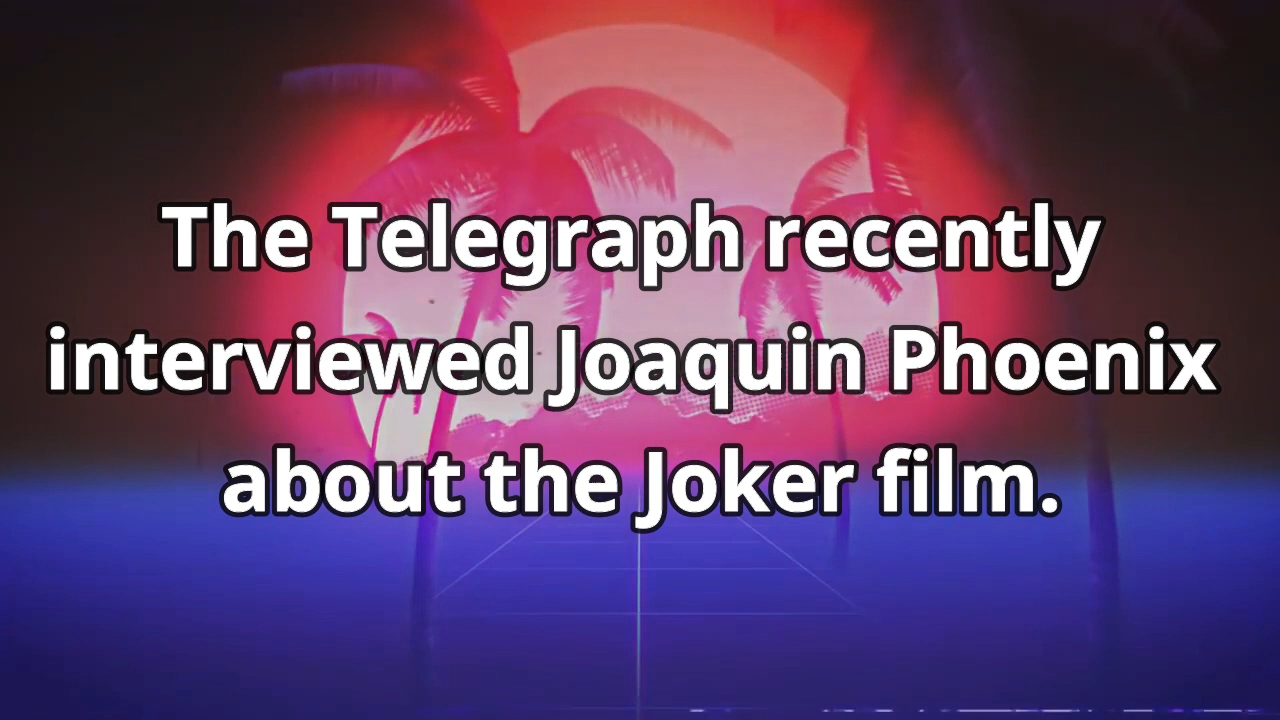 The Telegraph recently
interviewed Joaquin Phoenix
about the Joker film.